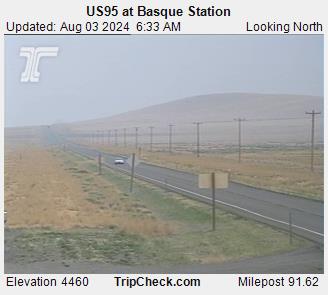 US95 at Basque Station
Updated: Aug 03 2024 6:33 AM Looking North
Elevation 4460 TripCheck.com Milepost 91.62